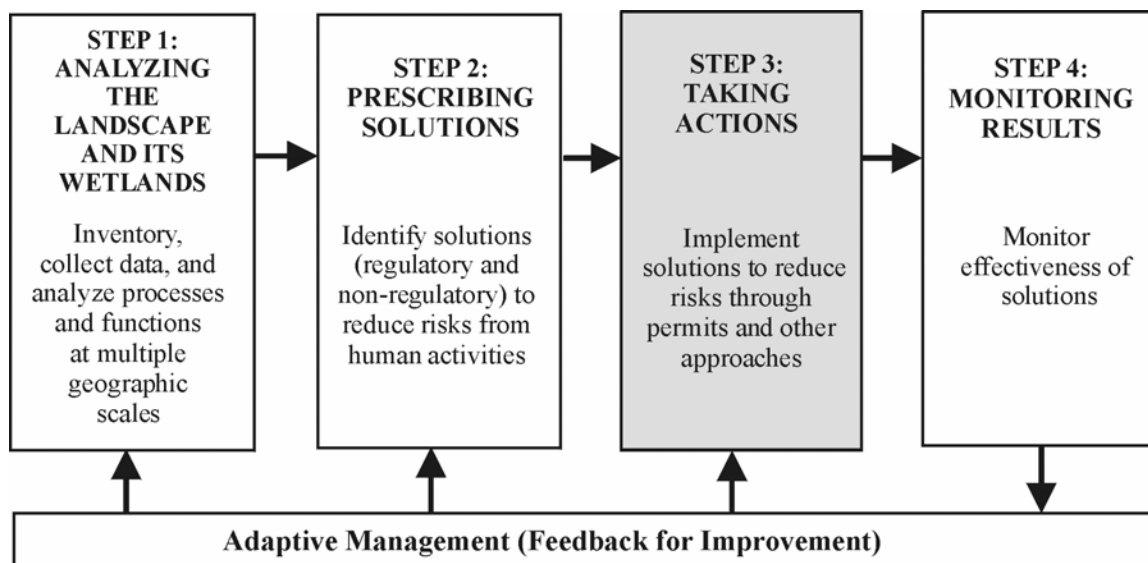 STEP 1:
ANALYZING
THE
LANDSCAPE
AND ITS
WETLANDS
Inventory,
collect data, and
analyze processes
and functions
at multiple
geographic
scales
STEP 2:
PRESCRIBING
SOLUTIONS
Identify solutions
(regulatory and
non-regulatory) to
reduce risks from
human activities
STEP 3:
TAKING
ACTIONS
Implement
solutions to reduce
risks through
permits and other
approaches
STEP 4:
MONITORING
RESULTS
Monitor
effectiveness of
solutions
Adaptive Management (Feedback for Improvement)